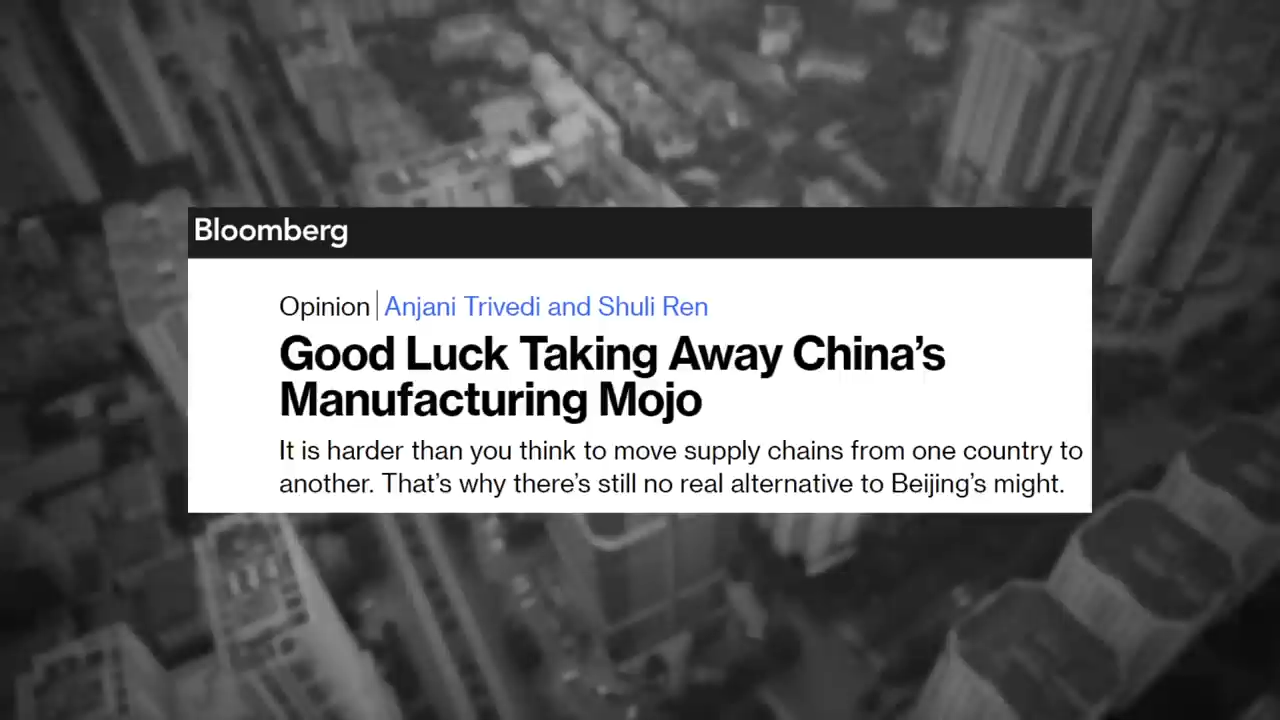 Bloomberg
Opinion | Anjani Trivedi and Shuli Ren
Good Luck Taking Away China’s
Manufacturing Mojo
It is harder than you think to move supply chains from one country to
another. That’s why there’s still no real alternative to Beijing’s might.